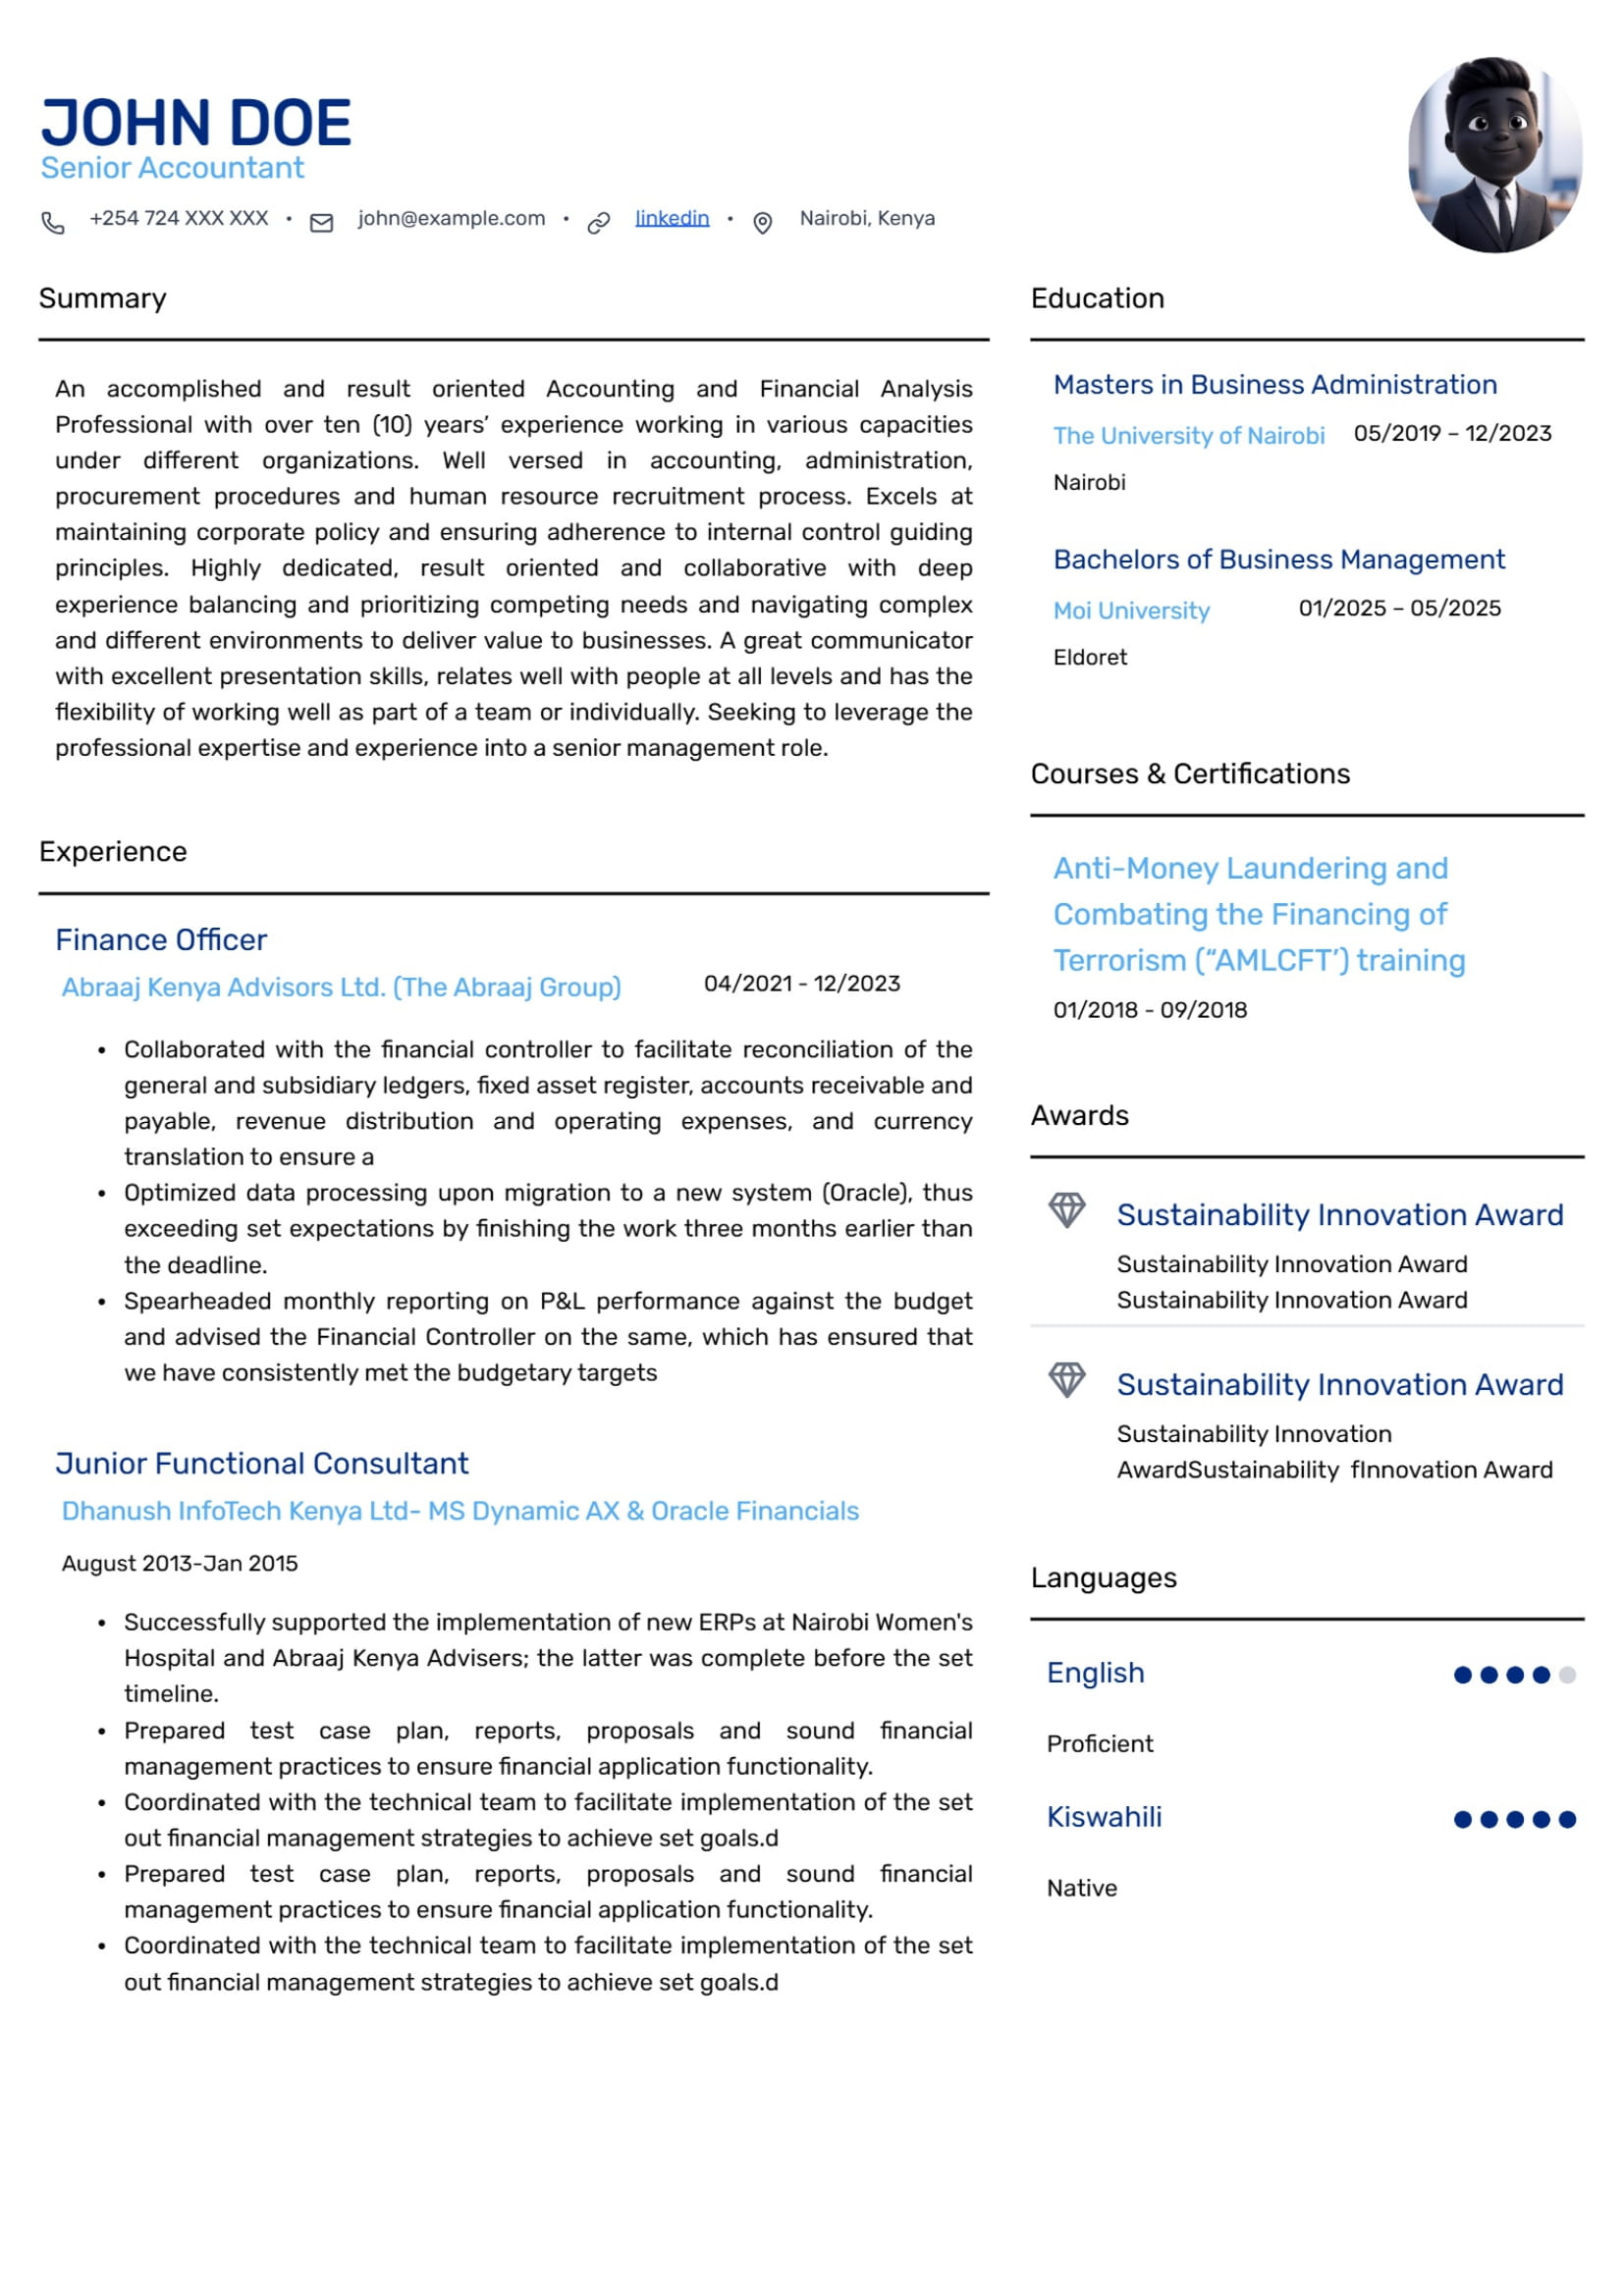 JOHN DOE
Senior Accountant
+254 724 XXX XXX • john@example.com • linkedin • Nairobi, Kenya
Summary
An accomplished and result oriented Accounting and Financial Analysis
Professional with over ten (10) years’ experience working in various capacities
under different organizations. Well versed in accounting, administration,
procurement procedures and human resource recruitment process. Excels at
maintaining corporate policy and ensuring adherence to internal control guiding
principles. Highly dedicated, result oriented and collaborative with deep
experience balancing and prioritizing competing needs and navigating complex
and different environments to deliver value to businesses. A great communicator
with excellent presentation skills, relates well with people at all levels and has the
flexibility of working well as part of a team or individually. Seeking to leverage the
professional expertise and experience into a senior management role.
Experience
Finance Officer
Abraaj Kenya Advisors Ltd. (The Abraaj Group) 04/2021 - 12/2023
• Collaborated with the financial controller to facilitate reconciliation of the
general and subsidiary ledgers, fixed asset register, accounts receivable and
payable, revenue distribution and operating expenses, and currency
translation to ensure a
• Optimized data processing upon migration to a new system (Oracle), thus
exceeding set expectations by finishing the work three months earlier than
the deadline.
• Spearheaded monthly reporting on P&L performance against the budget
and advised the Financial Controller on the same, which has ensured that
we have consistently met the budgetary targets
Junior Functional Consultant
Dhanush InfoTech Kenya Ltd- MS Dynamic AX & Oracle Financials
August 2013-Jan 2015
• Successfully supported the implementation of new ERPs at Nairobi Women's
Hospital and Abraaj Kenya Advisers; the latter was complete before the set
timeline.
• Prepared test case plan, reports, proposals and sound financial
management practices to ensure financial application functionality.
• Coordinated with the technical team to facilitate implementation of the set
out financial management strategies to achieve set goals.d
• Prepared test case plan, reports, proposals and sound financial
management practices to ensure financial application functionality.
• Coordinated with the technical team to facilitate implementation of the set
out financial management strategies to achieve set goals.d
Education
Masters in Business Administration
The University of Nairobi 05/2019 – 12/2023
Nairobi
Bachelors of Business Management
Moi University 01/2025 – 05/2025
Eldoret
Courses & Certifications
Anti-Money Laundering and
Combating the Financing of
Terrorism (“AMLCFT’) training
01/2018 - 09/2018
Awards
Sustainability Innovation Award
Sustainability Innovation Award
Sustainability Innovation Award
Sustainability Innovation Award
Sustainability Innovation
AwardSustainability fInnovation Award
Languages
English
Proficient
Kiswahili
Native